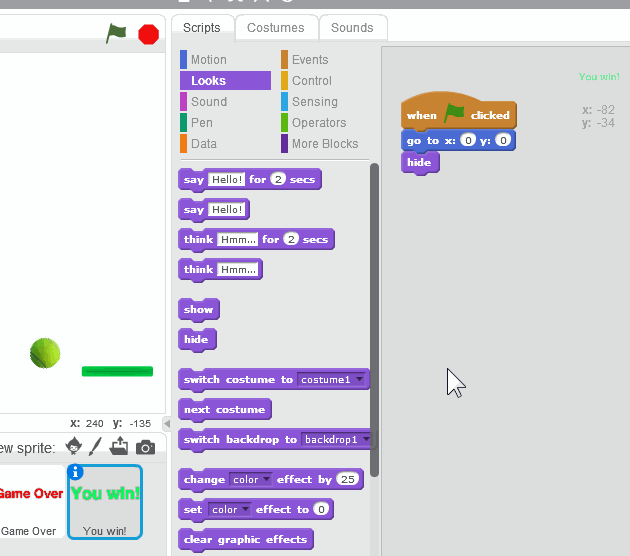 Scripts Costumes Sounds
Motion Events
Looks Control
Sound Sensing
Pen Operators
Data More Blocks
say Hello! for 2 secs
say Hello!
think Hmm... for 2 secs
think Hmm...
show
hide
switch costume to costume1
next costume
switch backdrop to backdrop1
change color effect by 25
set color effect to 0
clear graphic effects
You win!
x: -82
y: -34
when clicked
go to x: 0 y: 0
hide
x: 240 y: -135
sprite:
Game Over
You win!
Game Over
You win!